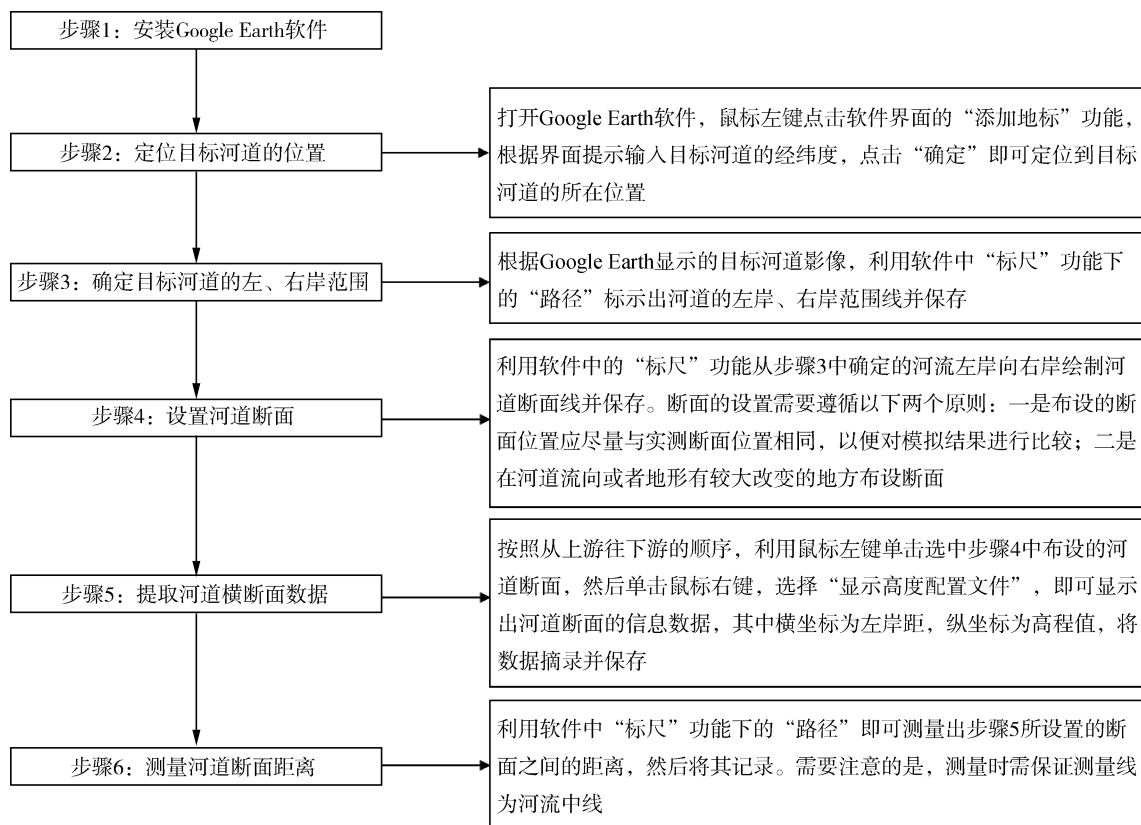 步骤1：安装Google Earth软件
步骤2：定位目标河道的位置
打开Google Earth软件，鼠标左键点击软件界面的“添加地标”功能，
根据界面提示输入目标河道的经纬度，点击“确定”即可定位到目标
河道的所在位置
步骤3：确定目标河道的左、右岸范围
根据Google Earth显示的目标河道影像，利用软件中“标尺”功能下
的“路径”标示出河道的左岸、右岸范围线并保存
步骤4：设置河道断面
利用软件中的“标尺”功能从步骤3中确定的河流左岸向右岸绘制河
道断面线并保存。断面的设置需要遵循以下两个原则：一是布设的断
面位置应尽量与实测断面位置相同，以便对模拟结果进行比较；二是
在河道流向或者地形有较大改变的地方布设断面
步骤5：提取河道横断面数据
按照从上游往下游的顺序，利用鼠标左键单击选中步骤4中布设的河
道断面，然后单击鼠标右键，选择“显示高度配置文件”，即可显示
出河道断面的信息数据，其中横坐标为左岸距，纵坐标为高程值，将
数据摘录并保存
步骤6：测量河道断面距离
利用软件中“标尺”功能下的“路径”即可测量出步骤5所设置的断
面之间的距离，然后将其记录。需要注意的是，测量时需保证测量线
为河流中线